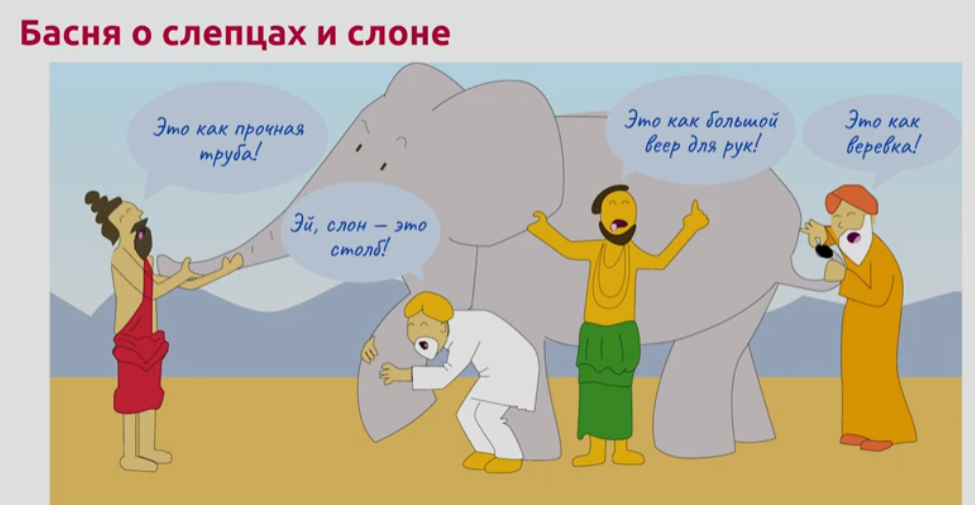 Басня о слепцах и слоне
Это как прочная
труба!
Эй, слон – это
столб!
Это как большой
веер для рук!
Это как
веревка!